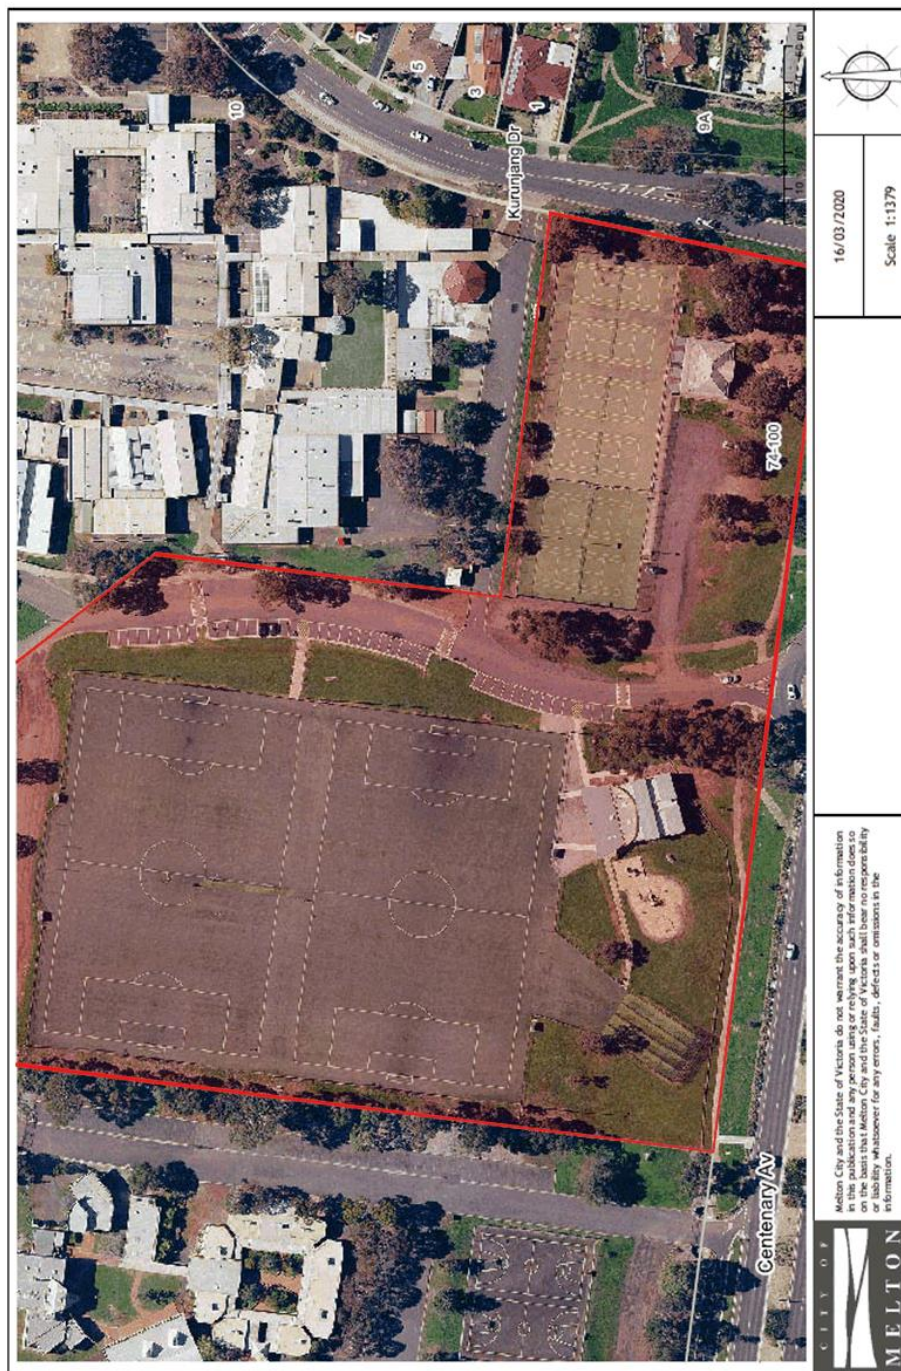 10
7
5
3
1
9A
Kurunjang Dr
74-100
Centenary Av
10
16/03/2020
Scale 1:1379
Melton City and the State of Victoria do not warrant the accuracy of information
in this publication and any person using or relying upon such information does so
on the basis that Melton City and the State of Victoria shall bear no responsibility
or liability whatsoever for any errors, faults, defects or omissions in the
information.
CITY OF
MELTON